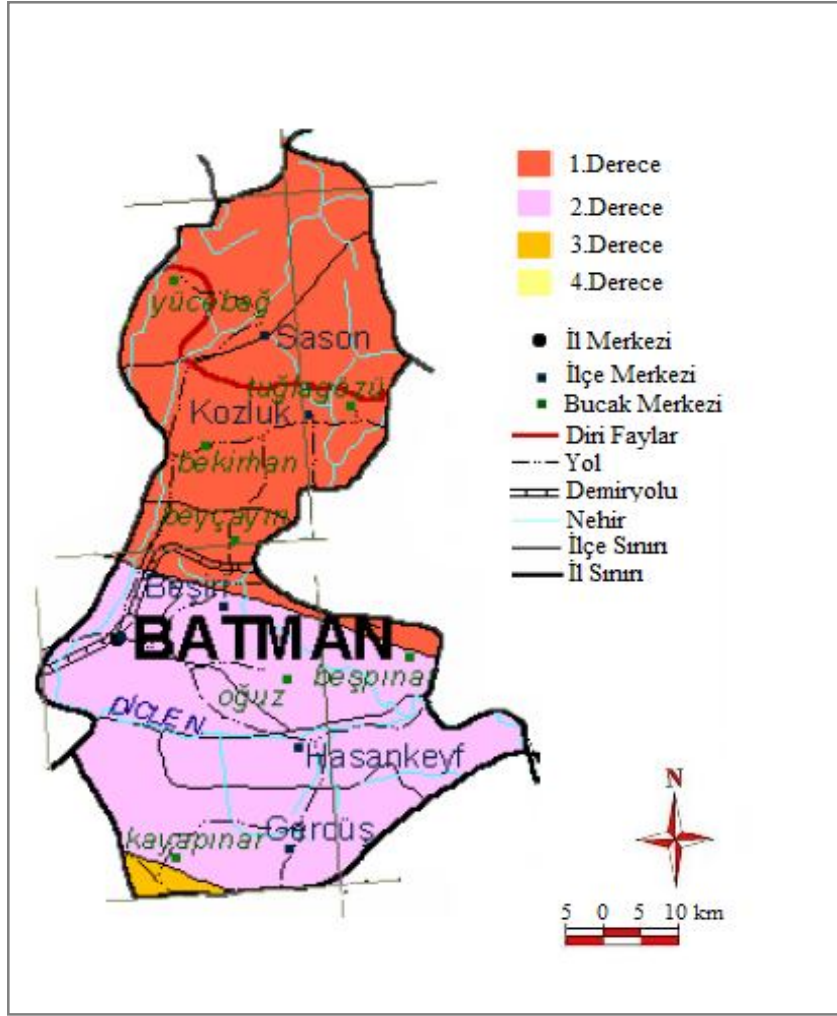 1.Derece
2.Derece
3.Derece
4.Derece
İl Merkezi
İlçe Merkezi
Bucak Merkezi
Diri Faylar
Yol
Demiryolu
Nehir
İlçe Sınırı
İl Sınırı
yücebağ
Sason
tuğlagözü
Kozluk
bekirhan
beyçayırı
Beşiri
BATMAN
beşpınar
oğuz
DİCLE N.
Hasankeyf
Gercüş
kayapınar
N
5 0 5 10 km